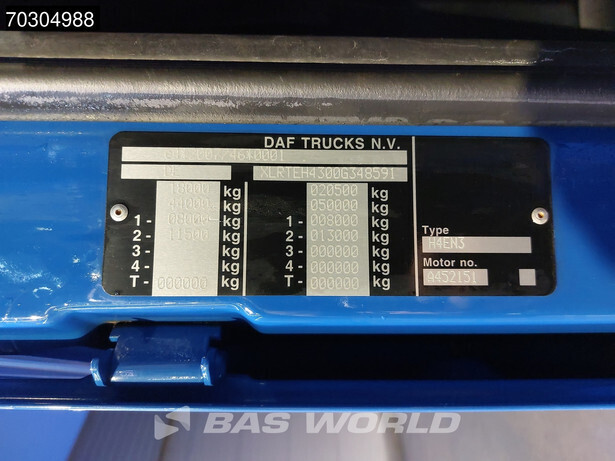 70304988
DAF TRUCKS N.V.
XLRTEH4300G348591
18000 kg 020500 kg
44000 kg 050000 kg
1- 08000 kg 1- 008000 kg
2- 11500 kg 2- 013000 kg
3- kg 3- 000000 kg
4- kg 4- 000000 kg
T- 000000 kg T- 000000 kg
Type
H4EN3
Motor no.
A452151
BAS WORLD